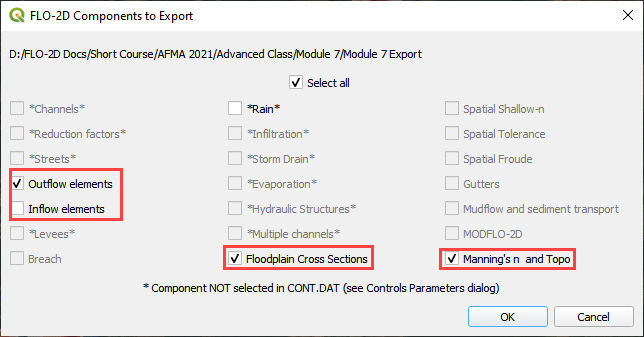 FLO-2D Components to Export
D:/FLO-2D Docs/Short Course/AFMA 2021/Advanced Class/Module 7/Module 7 Export
Select all
*Channels*
*Rain*
Spatial Shallow-n
*Reduction factors*
*Infiltration*
Spatial Tolerance
*Streets*
*Storm Drain*
Spatial Froude
Outflow elements
*Evaporation*
Gutters
Inflow elements
*Hydraulic Structures*
Mudflow and sediment transport
*Levees*
*Multiple channels*
MODFLO-2D
Breach
Floodplain Cross Sections
Manning's n and Topo
* Component NOT selected in CONT.DAT (see Controls Parameters dialog)
OK
Cancel